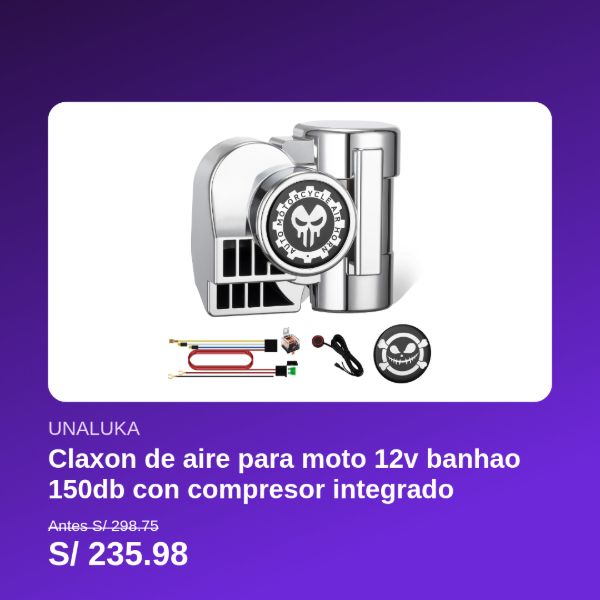 AUTO MOTORCYCLE AIR HORN
UNALUKA
Claxon de aire para moto 12v banhao
150db con compresor integrado
Antes S/ 298.75
S/ 235.98